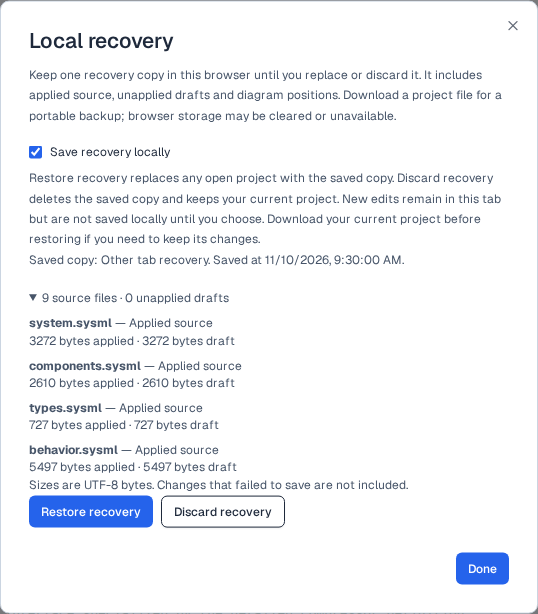 Local recovery
Keep one recovery copy in this browser until you replace or discard it. It includes
applied source, unapplied drafts and diagram positions. Download a project file for a
portable backup; browser storage may be cleared or unavailable.
Save recovery locally
Restore recovery replaces any open project with the saved copy. Discard recovery
deletes the saved copy and keeps your current project. New edits remain in this tab
but are not saved locally until you choose. Download your current project before
restoring if you need to keep its changes.
Saved copy: Other tab recovery. Saved at 11/10/2026, 9:30:00 AM.
9 source files · 0 unapplied drafts
system.sysml — Applied source
3272 bytes applied · 3272 bytes draft
components.sysml — Applied source
2610 bytes applied · 2610 bytes draft
types.sysml — Applied source
727 bytes applied · 727 bytes draft
behavior.sysml — Applied source
5497 bytes applied · 5497 bytes draft
Sizes are UTF-8 bytes. Changes that failed to save are not included.
Restore recovery
Discard recovery
Done